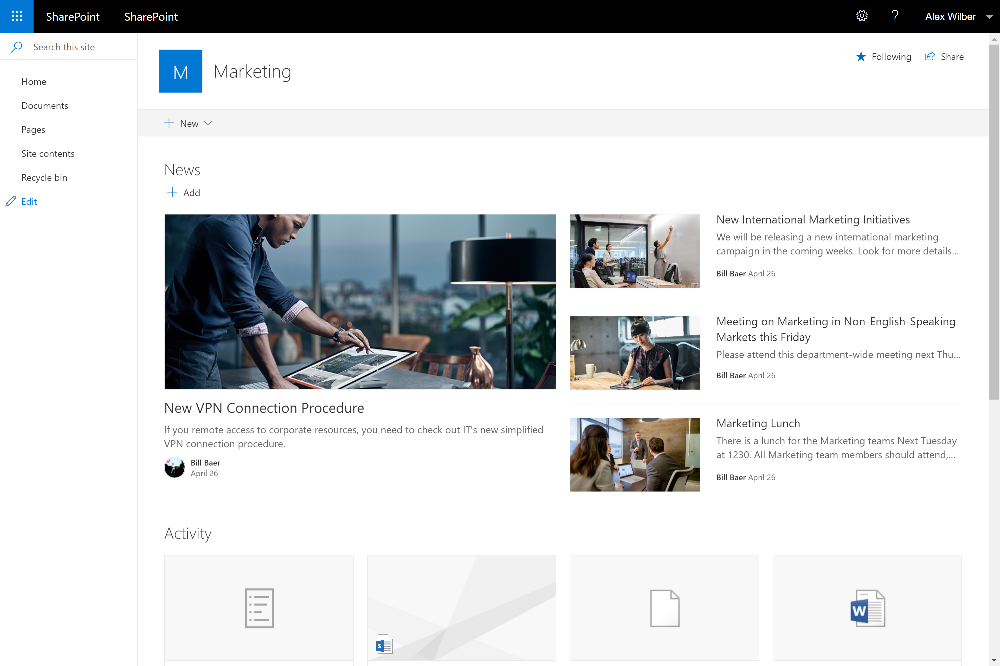 SharePoint SharePoint Alex Wilber
Search this site
Home
Documents
Pages
Site contents
Recycle bin
Edit
M Marketing
Following Share
New
News
Add
New VPN Connection Procedure
If you remote access to corporate resources, you need to check out IT's new simplified
VPN connection procedure.
Bill Baer
April 26
New International Marketing Initiatives
We will be releasing a new international marketing
campaign in the coming weeks. Look for more details...
Bill Baer April 26
Meeting on Marketing in Non-English-Speaking
Markets this Friday
Please attend this department-wide meeting next Thu...
Bill Baer April 26
Marketing Lunch
There is a lunch for the Marketing teams Next Tuesday
at 1230. All Marketing team members should attend,...
Bill Baer April 26
Activity
S
W